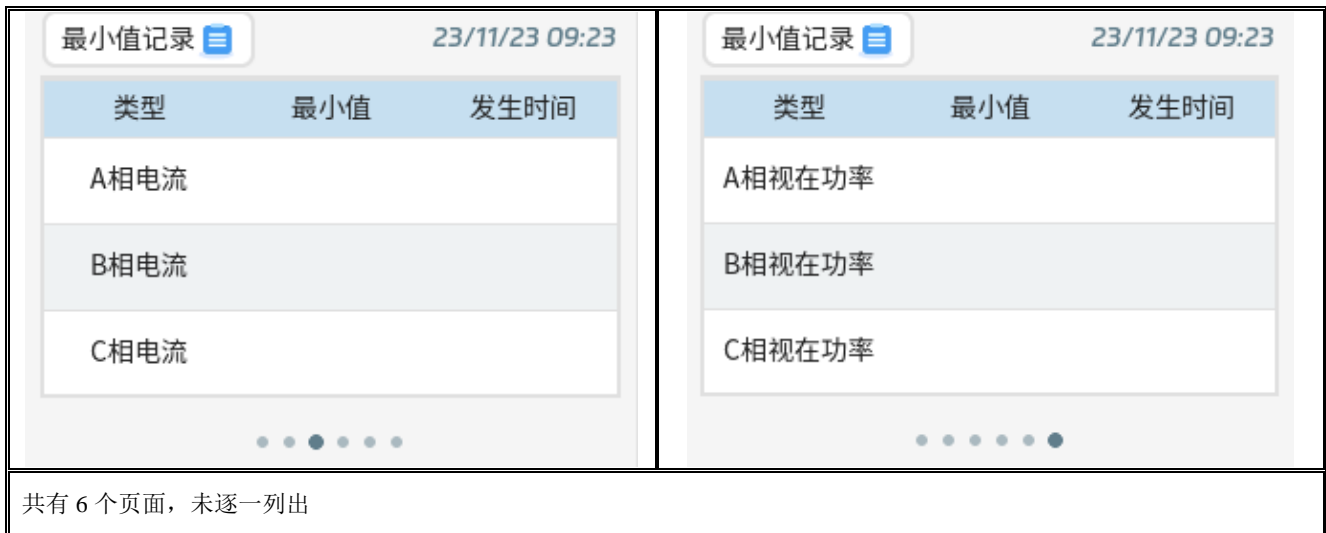 最小值记录 23/11/23 09:23
类型 最小值 发生时间
A相电流
B相电流
C相电流
最小值记录 23/11/23 09:23
类型 最小值 发生时间
A相视在功率
B相视在功率
C相视在功率
共有 6 个页面，未逐一列出